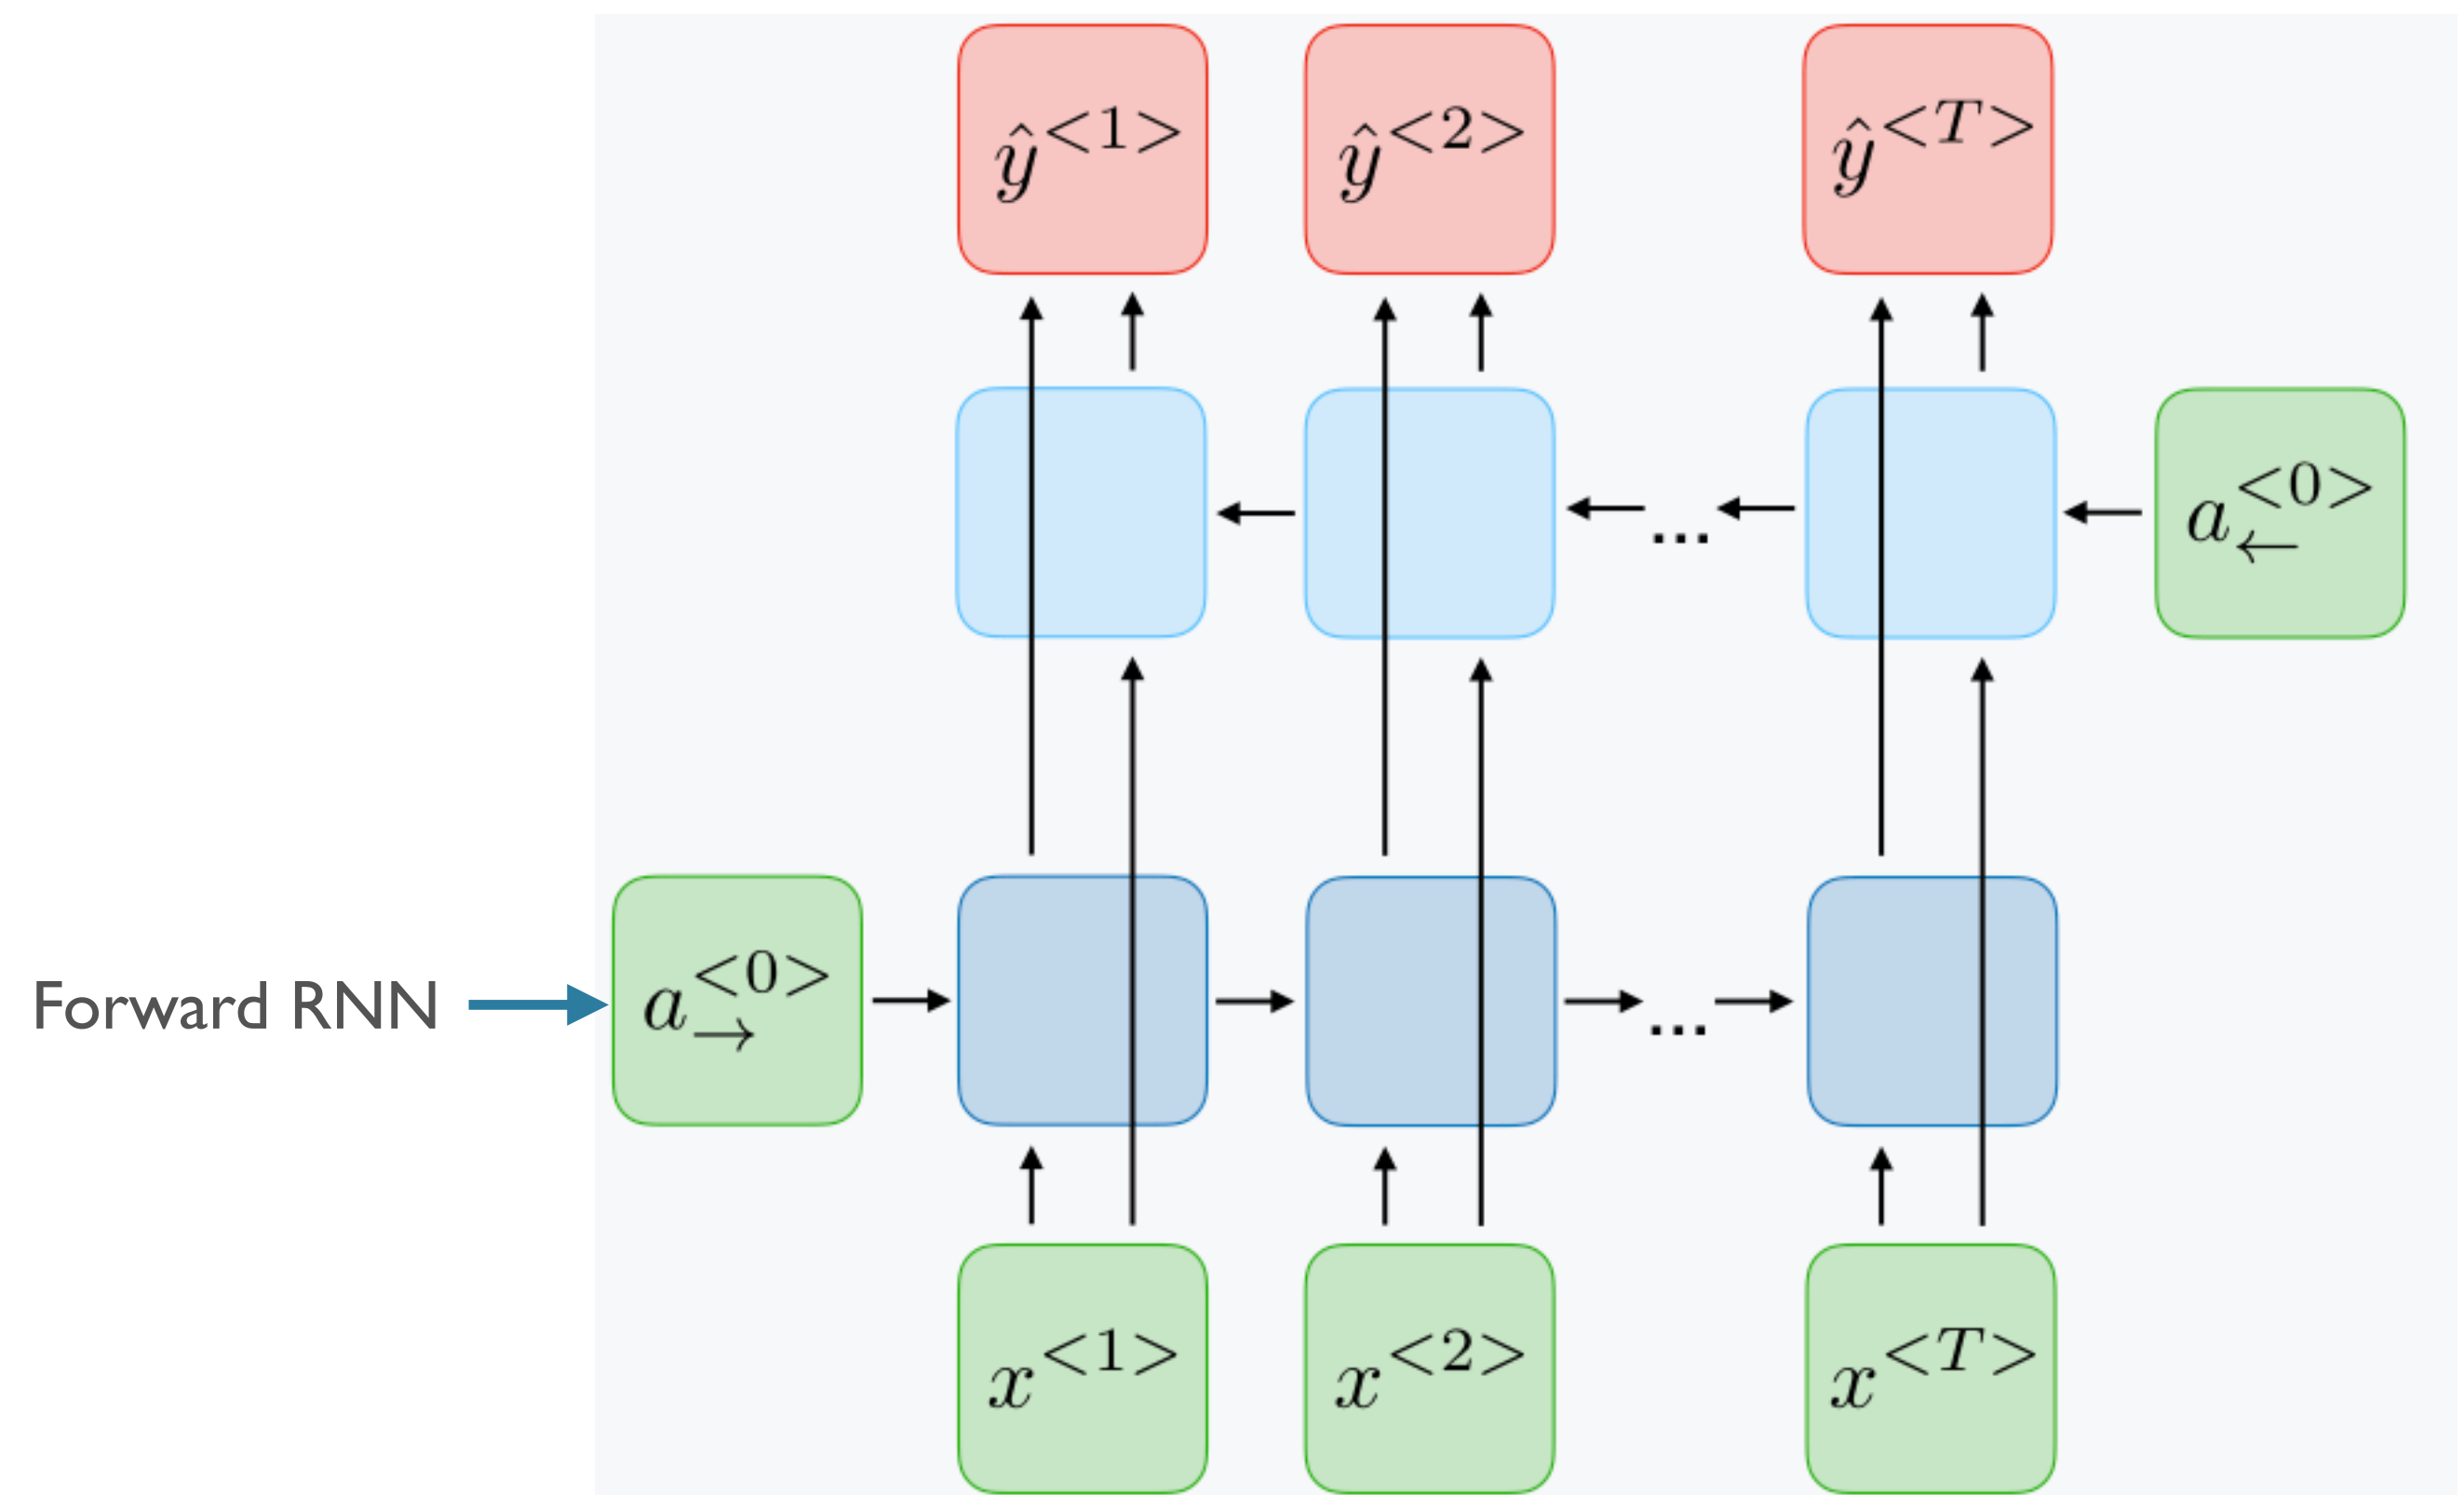 ŷ<1> ŷ<2> ŷ<T>
... a←<0>
Forward RNN a→<0> ...
x<1> x<2> x<T>